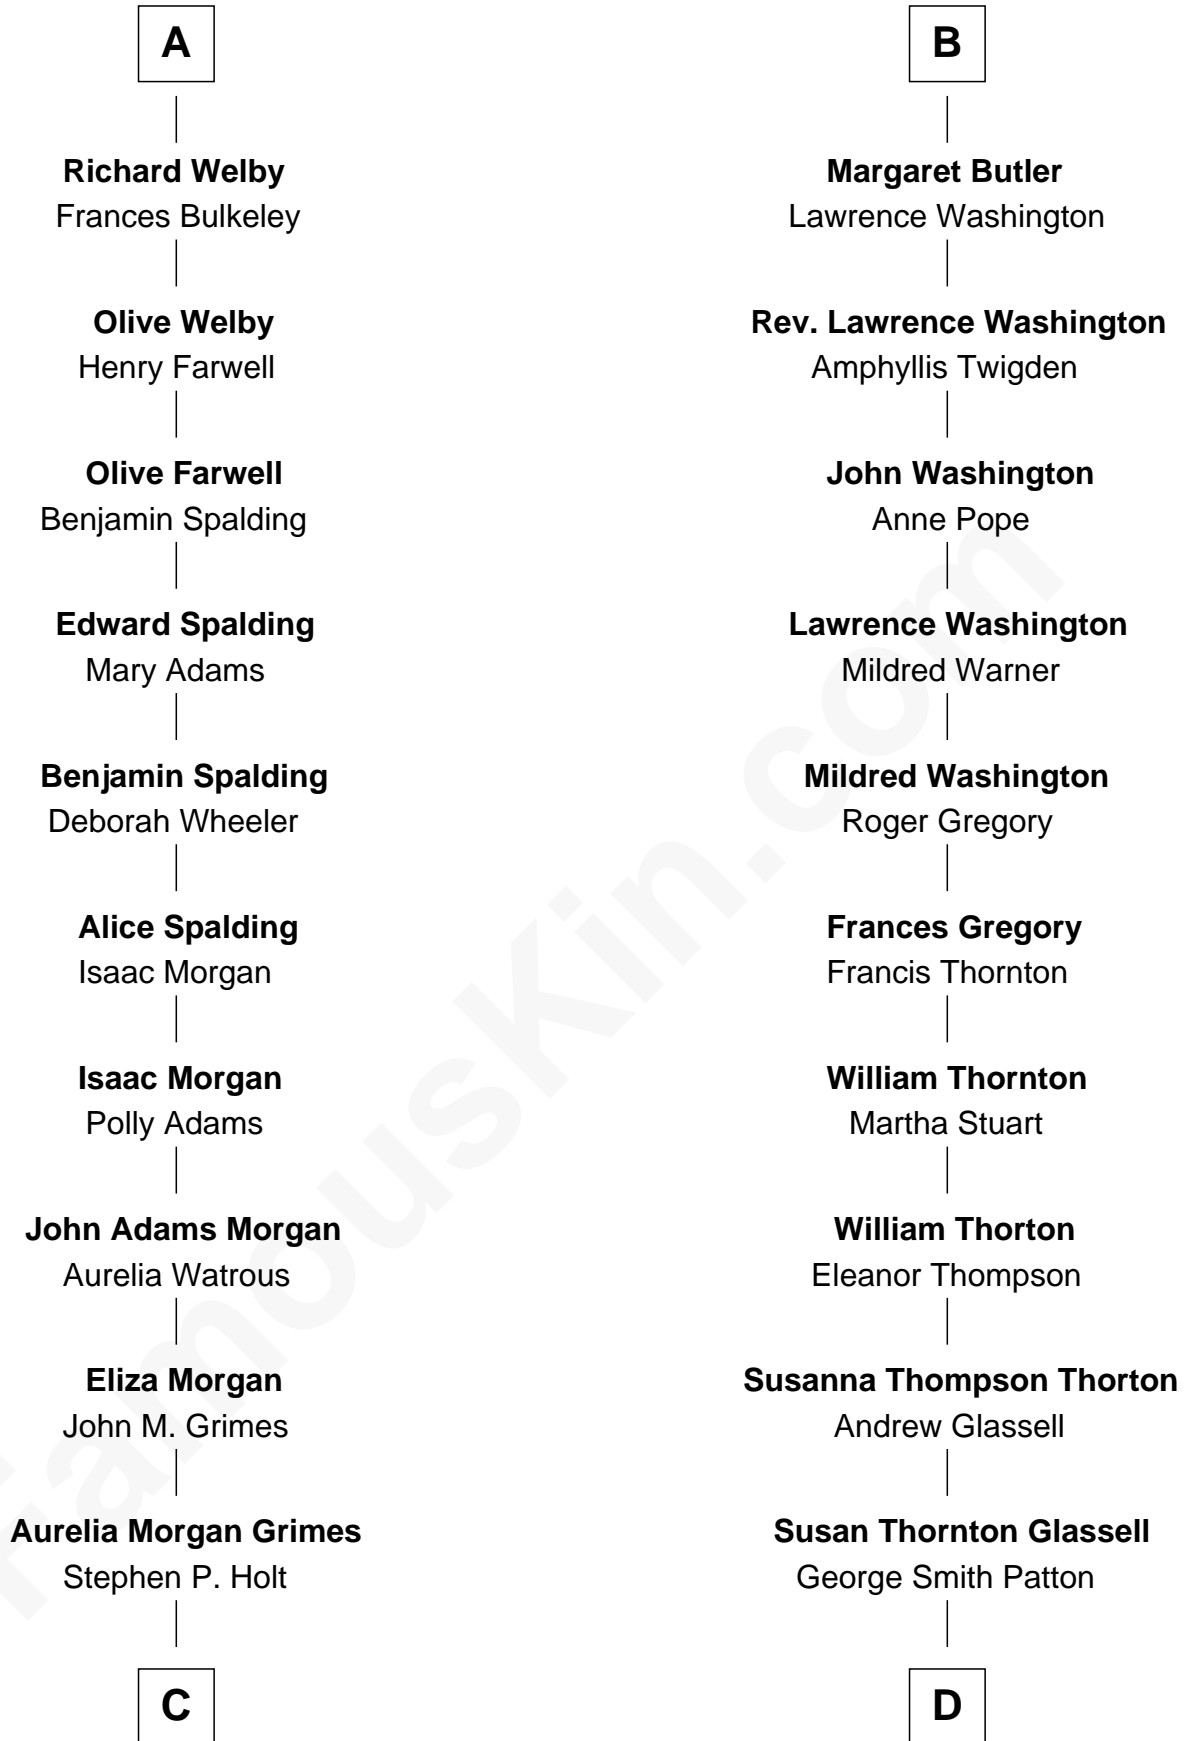 A
Richard Welby
Frances Bulkeley
Olive Welby
Henry Farwell
Olive Farwell
Benjamin Spalding
Edward Spalding
Mary Adams
Benjamin Spalding
Deborah Wheeler
Alice Spalding
Isaac Morgan
Isaac Morgan
Polly Adams
John Adams Morgan
Aurelia Watrous
Eliza Morgan
John M. Grimes
Aurelia Morgan Grimes
Stephen P. Holt
C
B
Margaret Butler
Lawrence Washington
Rev. Lawrence Washington
Amphyllis Twigden
John Washington
Anne Pope
Lawrence Washington
Mildred Warner
Mildred Washington
Roger Gregory
Frances Gregory
Francis Thornton
William Thornton
Martha Stuart
William Thorton
Eleanor Thompson
Susanna Thompson Thorton
Andrew Glassell
Susan Thornton Glassell
George Smith Patton
D
FamousKin.com